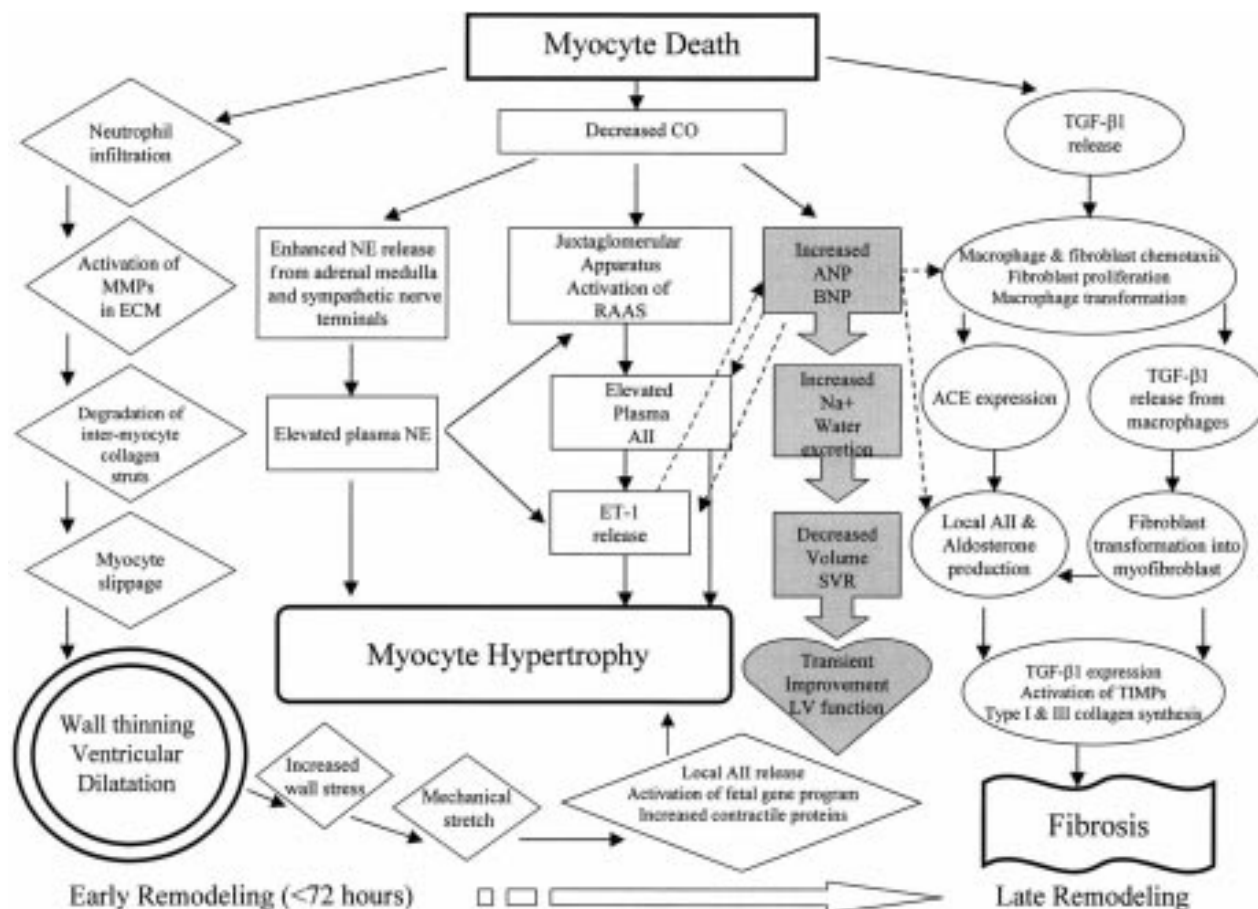 Myocyte Death
Neutrophil
infiltration
Decreased CO
TGF-β1
release
Activation of
MMPs
in ECM
Enhanced NE release
from adrenal medulla
and sympathetic nerve
terminals
Juxtaglomerular
Apparatus
Activation of
RAAS
Increased
ANP
BNP
Macrophage & fibroblast chemotaxis
Fibroblast proliferation
Macrophage transformation
Degradation of
inter-myocyte
collagen
struts
Elevated plasma NE
Elevated
Plasma
AII
Increased
Na+
Water
excretion
ACE expression
TGF-β1
release from
macrophages
Myocyte
slippage
ET-1
release
Decreased
Volume
SVR
Local AII &
Aldosterone
production
Fibroblast
transformation into
myofibroblast
Myocyte Hypertrophy
Transient
Improvement
LV function
TGF-β1 expression
Activation of TIMPs
Type I & III collagen synthesis
Wall thinning
Ventricular
Dilatation
Increased
wall stress
Mechanical
stretch
Local AII release
Activation of fetal gene program
Increased contractile proteins
Fibrosis
Early Remodeling (<72 hours)
Late Remodeling